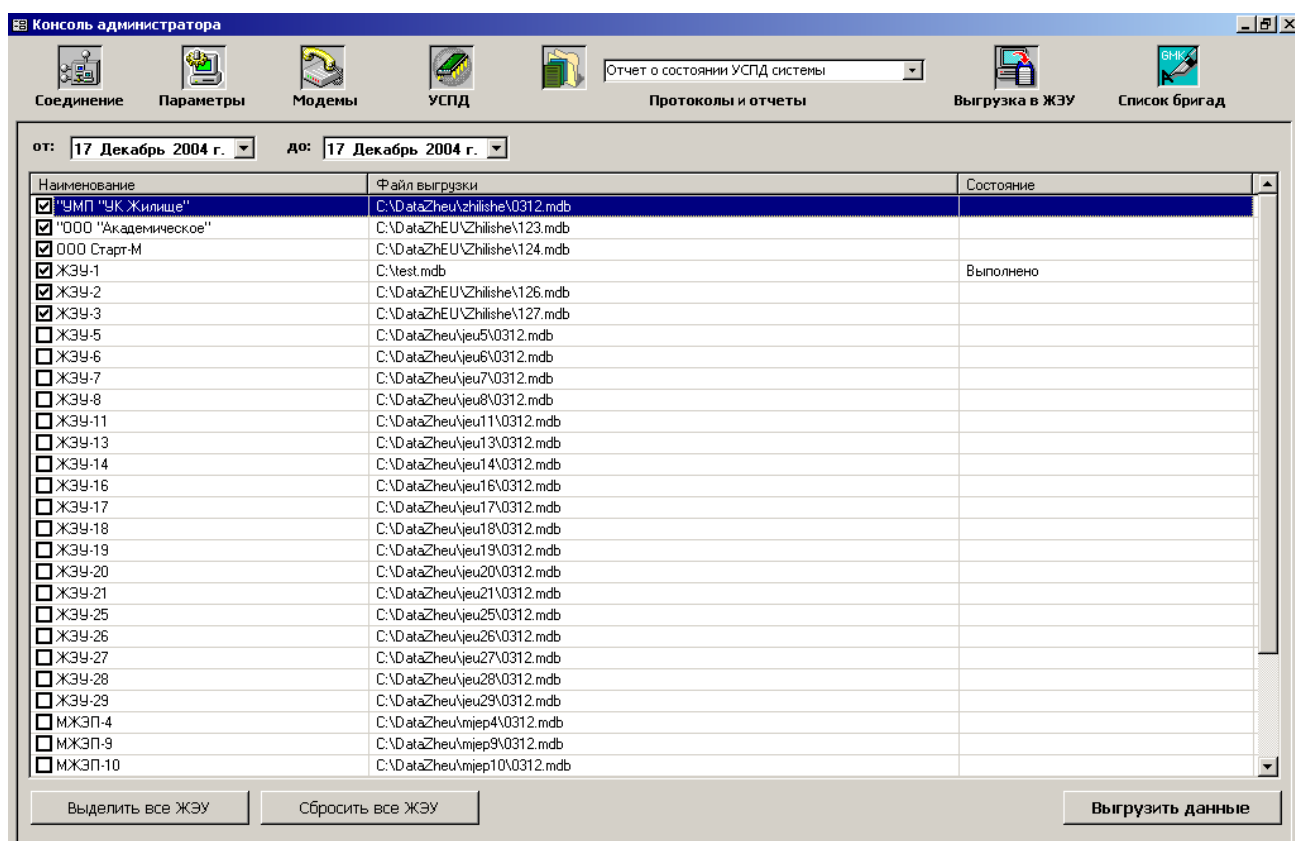 Консоль администратора
Отчет о состоянии УСПД системы
GMK
Соединение Параметры Модемы УСПД Протоколы и отчеты Выгрузка в ЖЭУ Список бригад
от: 17 Декабрь 2004 г. до: 17 Декабрь 2004 г.
Наименование Файл выгрузки Состояние
"УМП "УК Жилище" C:\DataZheu\zhilishe\0312.mdb
"ООО "Академическое" C:\DataZhEU\Zhilishe\123.mdb
ООО Старт-М C:\DataZhEU\Zhilishe\124.mdb
ЖЭУ-1 C:\test.mdb Выполнено
ЖЭУ-2 C:\DataZhEU\Zhilishe\126.mdb
ЖЭУ-3 C:\DataZhEU\Zhilishe\127.mdb
ЖЭУ-5 C:\DataZheu\jeu5\0312.mdb
ЖЭУ-6 C:\DataZheu\jeu6\0312.mdb
ЖЭУ-7 C:\DataZheu\jeu7\0312.mdb
ЖЭУ-8 C:\DataZheu\jeu8\0312.mdb
ЖЭУ-11 C:\DataZheu\jeu11\0312.mdb
ЖЭУ-13 C:\DataZheu\jeu13\0312.mdb
ЖЭУ-14 C:\DataZheu\jeu14\0312.mdb
ЖЭУ-16 C:\DataZheu\jeu16\0312.mdb
ЖЭУ-17 C:\DataZheu\jeu17\0312.mdb
ЖЭУ-18 C:\DataZheu\jeu18\0312.mdb
ЖЭУ-19 C:\DataZheu\jeu19\0312.mdb
ЖЭУ-20 C:\DataZheu\jeu20\0312.mdb
ЖЭУ-21 C:\DataZheu\jeu21\0312.mdb
ЖЭУ-25 C:\DataZheu\jeu25\0312.mdb
ЖЭУ-26 C:\DataZheu\jeu26\0312.mdb
ЖЭУ-27 C:\DataZheu\jeu27\0312.mdb
ЖЭУ-28 C:\DataZheu\jeu28\0312.mdb
ЖЭУ-29 C:\DataZheu\jeu29\0312.mdb
МЖЭП-4 C:\DataZheu\mjep4\0312.mdb
МЖЭП-9 C:\DataZheu\mjep9\0312.mdb
МЖЭП-10 C:\DataZheu\mjep10\0312.mdb
Выделить все ЖЭУ Сбросить все ЖЭУ Выгрузить данные